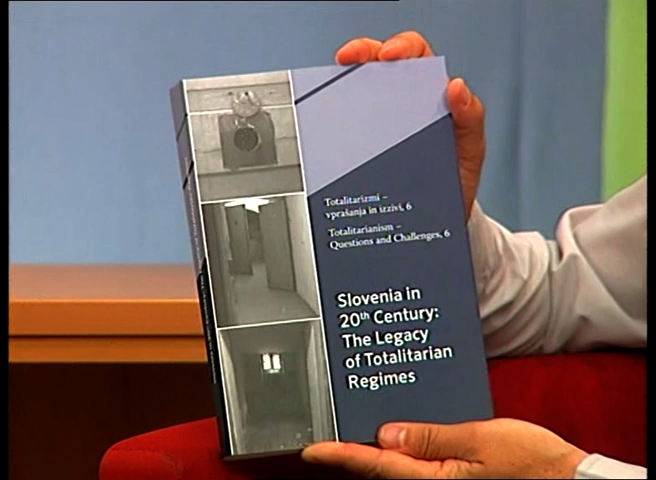 Totalitarizmi –
vprašanja in izzivi, 6
Totalitarianism –
Questions and Challenges, 6
Slovenia in
20th Century:
The Legacy
of Totalitarian
Regimes